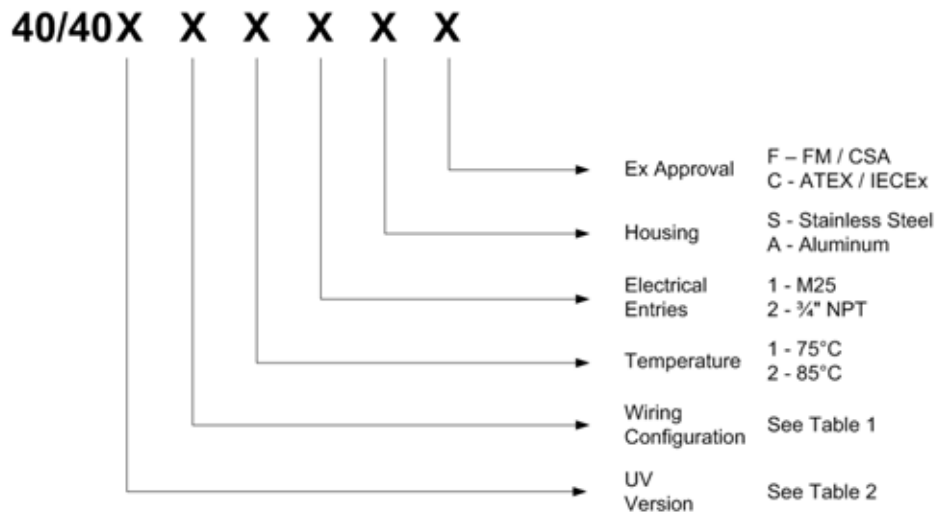 40/40X X X X X X
Ex Approval F – FM / CSA
C - ATEX / IECEx
Housing S - Stainless Steel
A - Aluminum
Electrical Entries 1 - M25
2 - ¾" NPT
Temperature 1 - 75°C
2 - 85°C
Wiring Configuration See Table 1
UV Version See Table 2